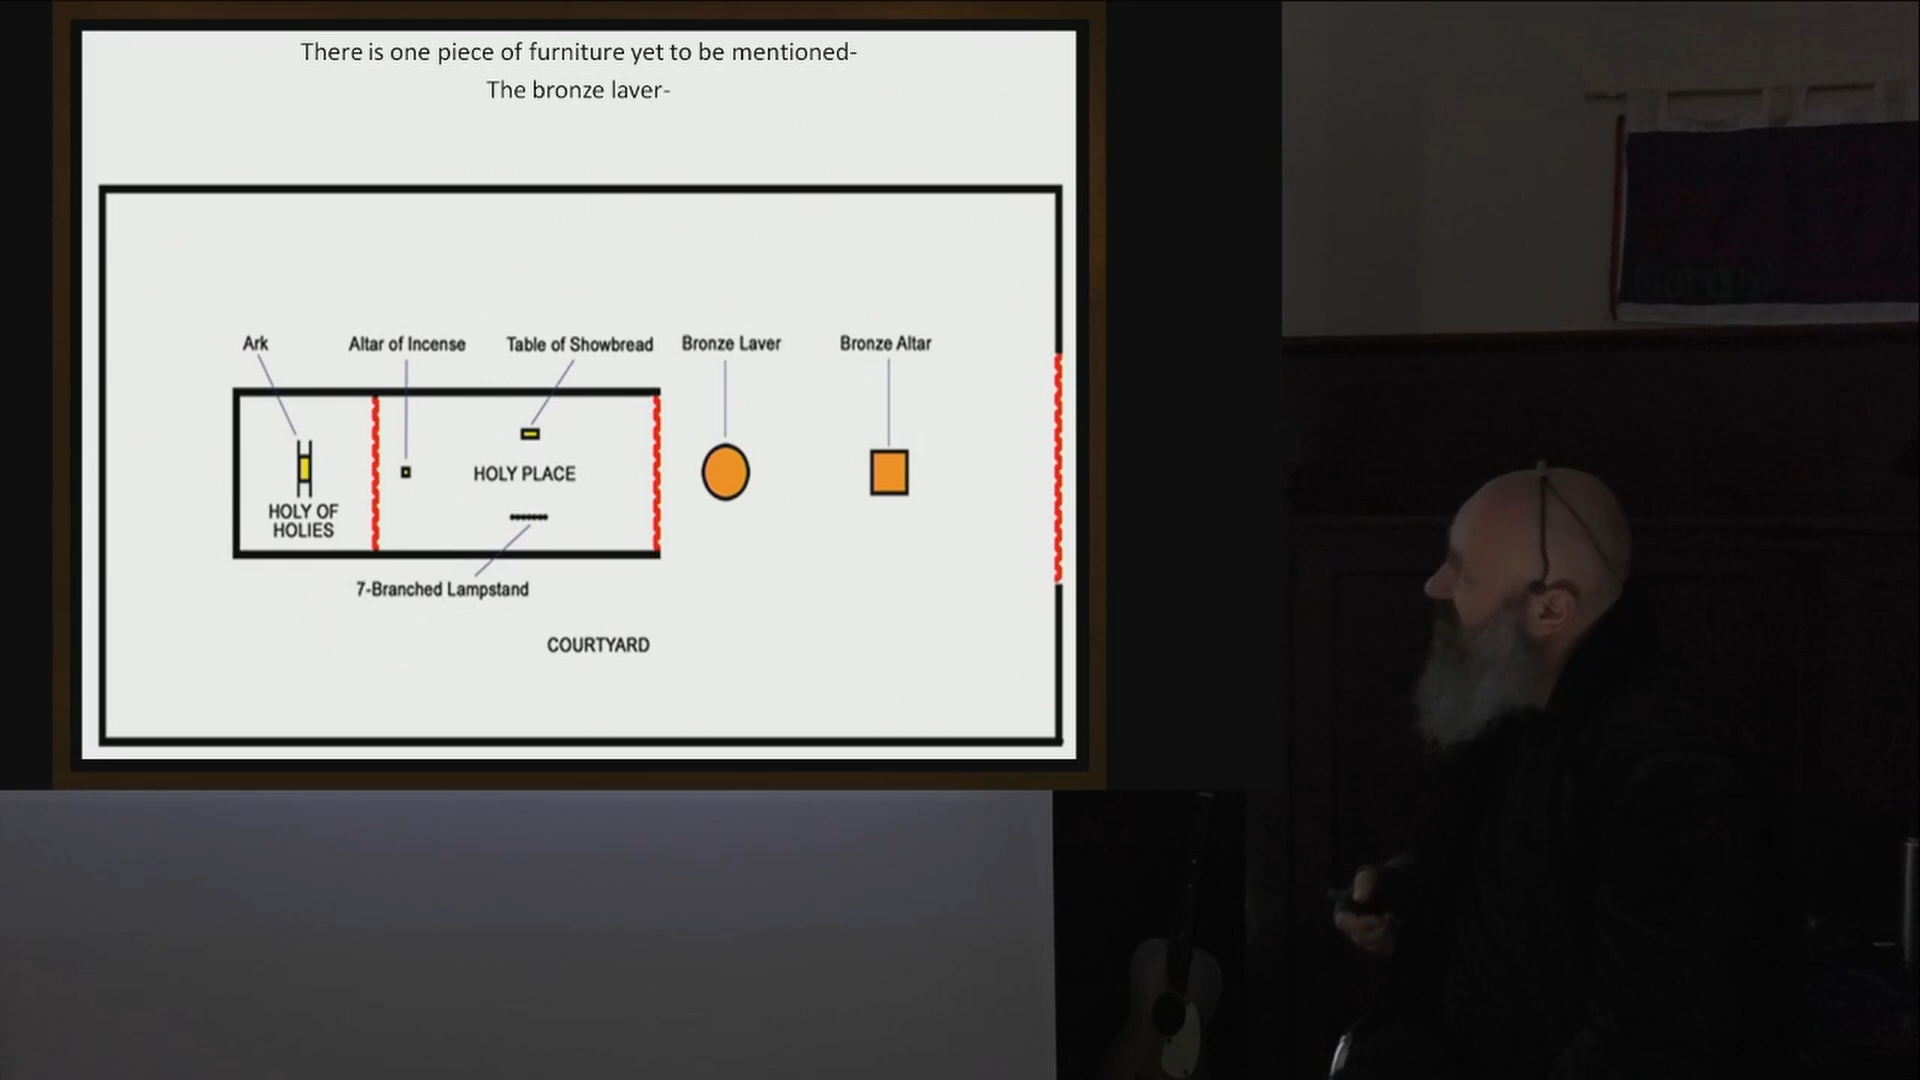 There is one piece of furniture yet to be mentioned-
The bronze laver-
Ark
Altar of Incense
Table of Showbread
Bronze Laver
Bronze Altar
HOLY PLACE
HOLY OF
HOLIES
7-Branched Lampstand
COURTYARD